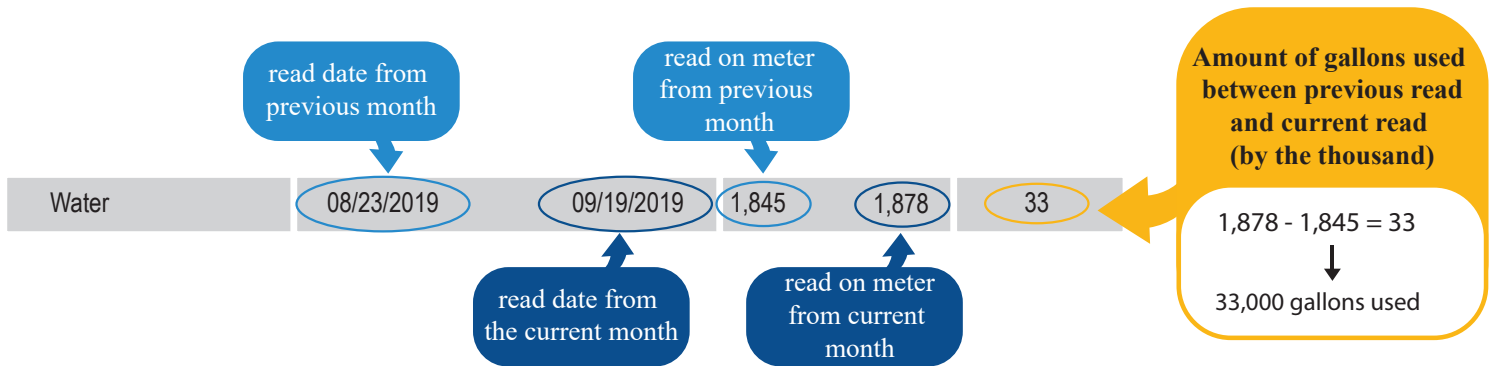 read date from
previous month
read on meter
from previous
month
Amount of gallons used
between previous read
and current read
(by the thousand)
Water 08/23/2019 09/19/2019 1,845 1,878 33
1,878 - 1,845 = 33
33,000 gallons used
read date from
the current month
read on meter
from current
month